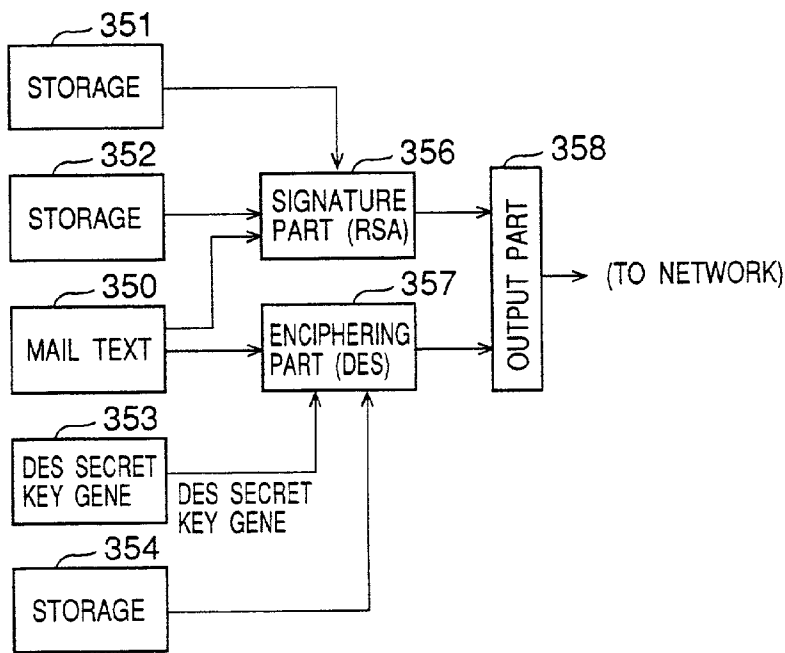 351
STORAGE
352
STORAGE
356
SIGNATURE
PART (RSA)
358
OUTPUT PART
(TO NETWORK)
350
MAIL TEXT
357
ENCIPHERING
PART (DES)
353
DES SECRET
KEY GENE
DES SECRET
KEY GENE
354
STORAGE